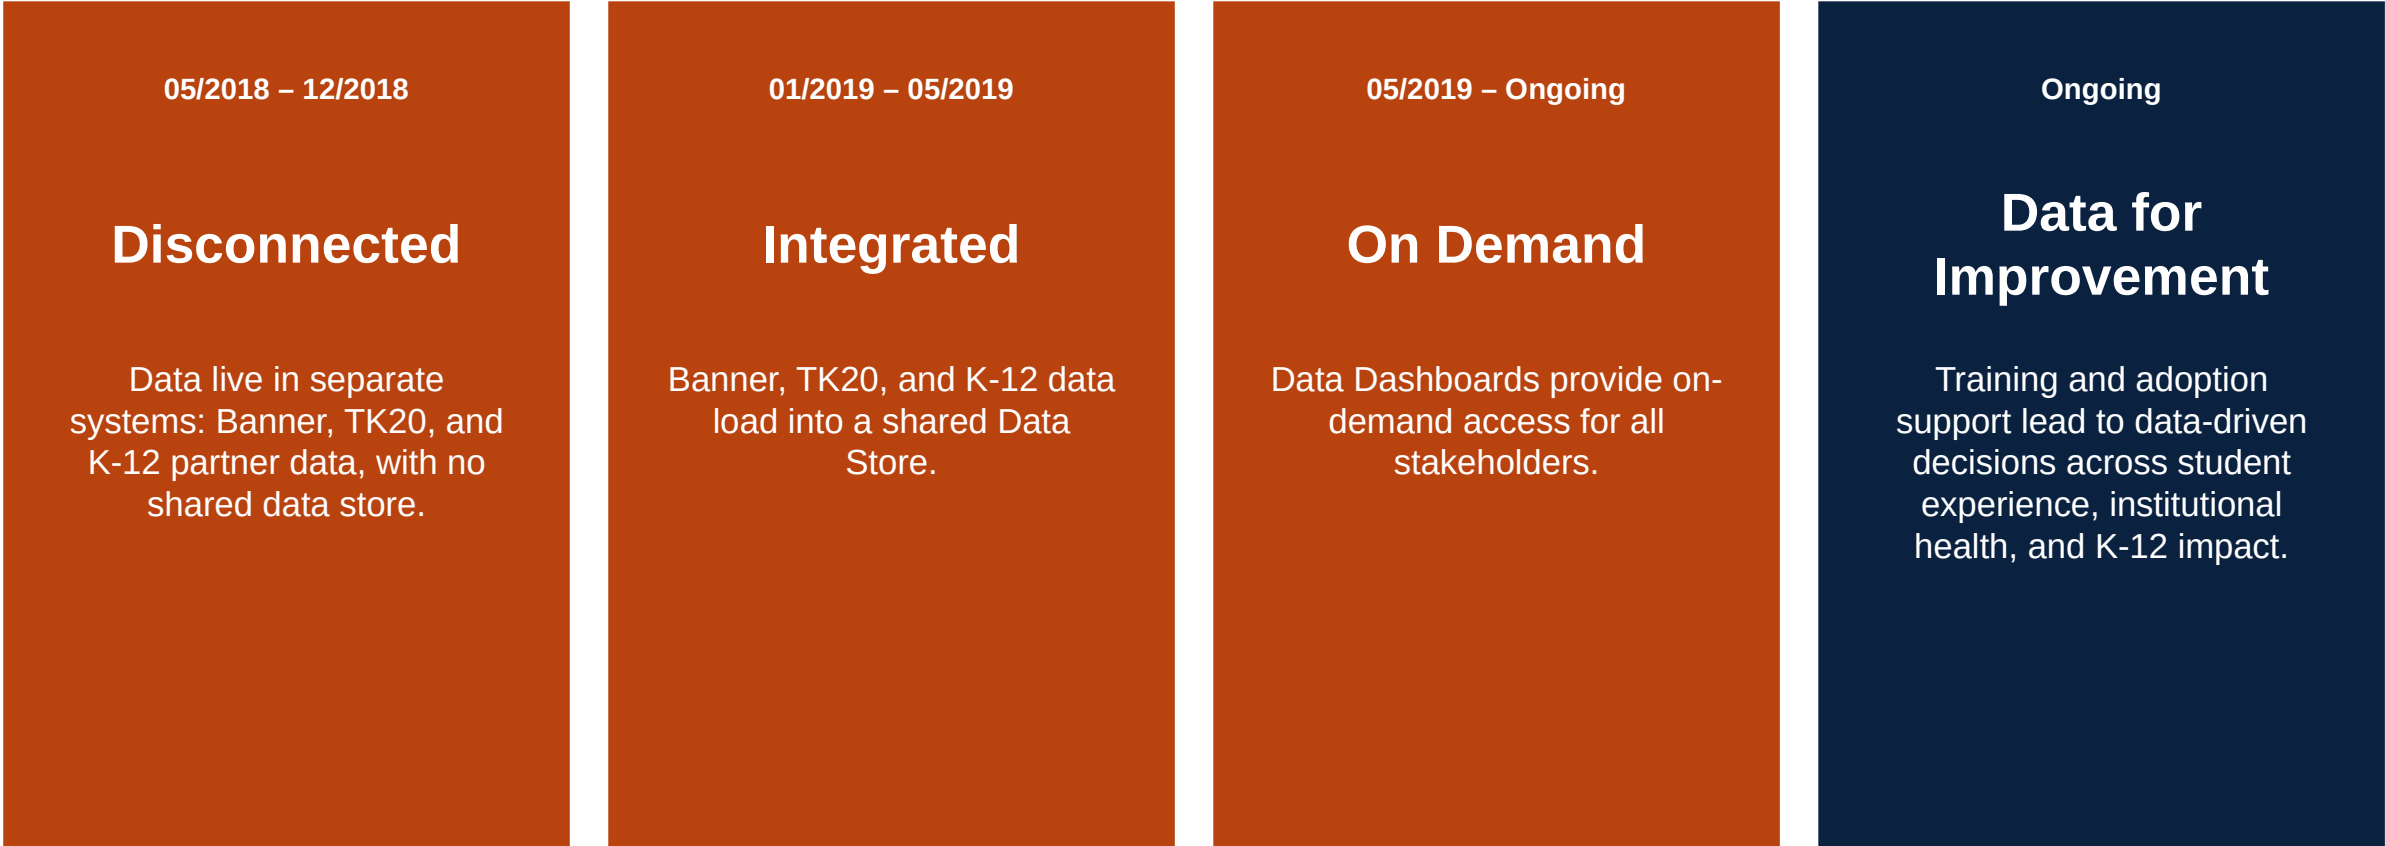 05/2018 – 12/2018
Disconnected
Data live in separate
systems: Banner, TK20, and
K-12 partner data, with no
shared data store.
01/2019 – 05/2019
Integrated
Banner, TK20, and K-12 data
load into a shared Data
Store.
05/2019 – Ongoing
On Demand
Data Dashboards provide on-
demand access for all
stakeholders.
Ongoing
Data for
Improvement
Training and adoption
support lead to data-driven
decisions across student
experience, institutional
health, and K-12 impact.